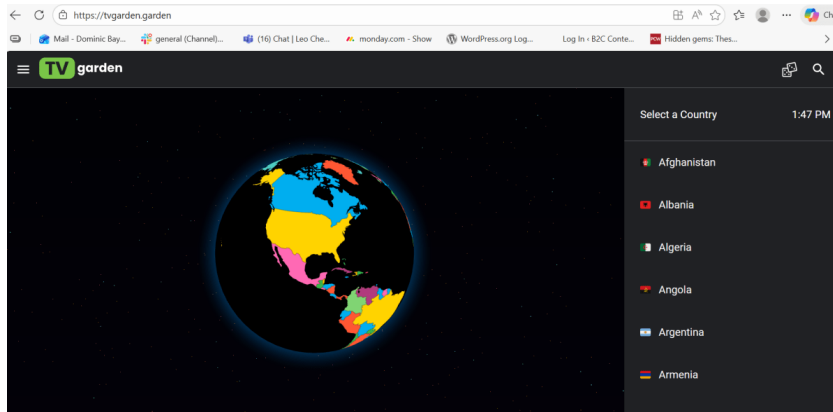 https://tvgarden.garden
Mail - Dominic Bay... general (Channel)... (16) Chat | Leo Che... monday.com - Show WordPress.org Log... Log In ‹ B2C Conte... Hidden gems: Thes...
TV garden
Select a Country 1:47 PM
Afghanistan
Albania
Algeria
Angola
Argentina
Armenia